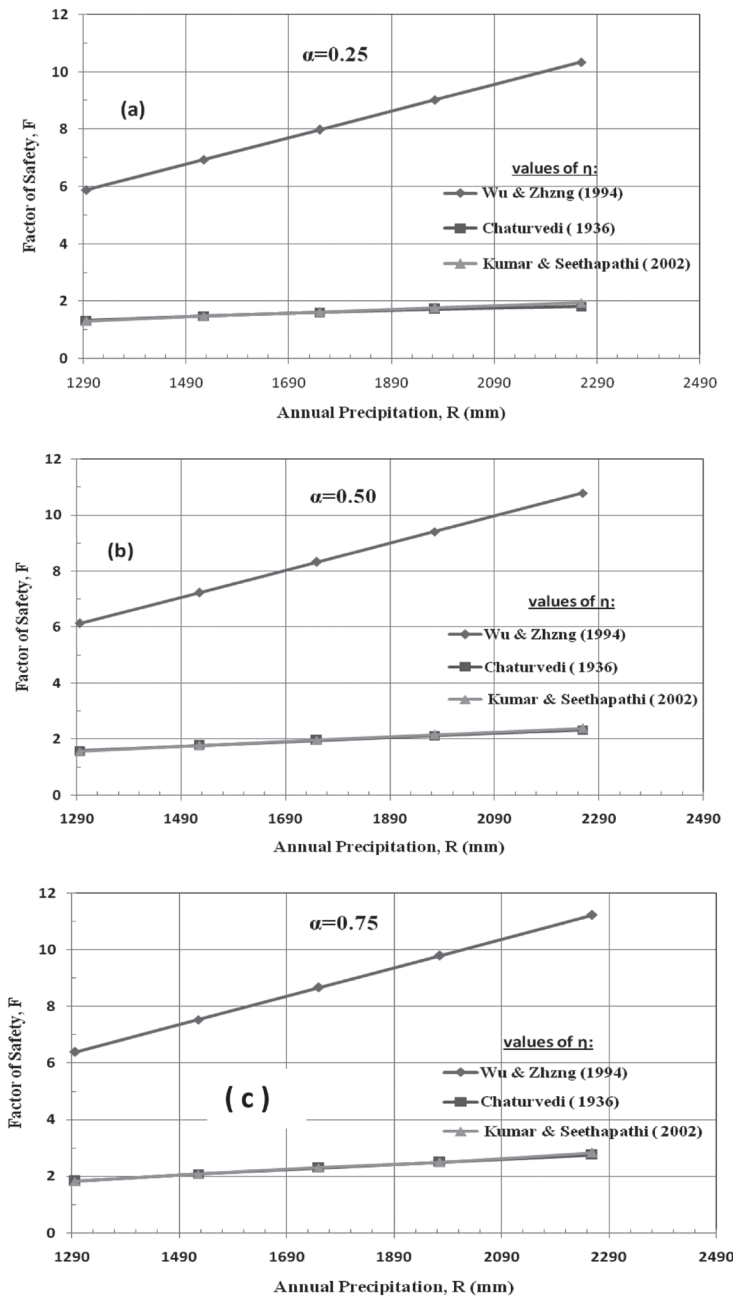 12
α=0.25
10
(a)
8
values of η:
6
Wu & Zhzng (1994)
4
Chaturvedi ( 1936)
Kumar & Seethapathi ( 2002)
2
0
1290 1490 1690 1890 2090 2290 2490
Annual Precipitation, R (mm)
Factor of Safety, F
12
α=0.50
10
(b)
8
values of η:
6
Wu & Zhzng (1994)
4
Chaturvedi ( 1936)
Kumar & Seethapathi ( 2002)
2
0
1290 1490 1690 1890 2090 2290 2490
Annual Precipitation, R (mm)
Factor of Safety, F
12
α=0.75
10
8
values of η:
6
Wu & Zhzng (1994)
( c )
4
Chaturvedi ( 1936)
Kumar & Seethapathi ( 2002)
2
0
1290 1490 1690 1890 2090 2290 2490
Annual Precipitation, R (mm)
Factor of Safety, F